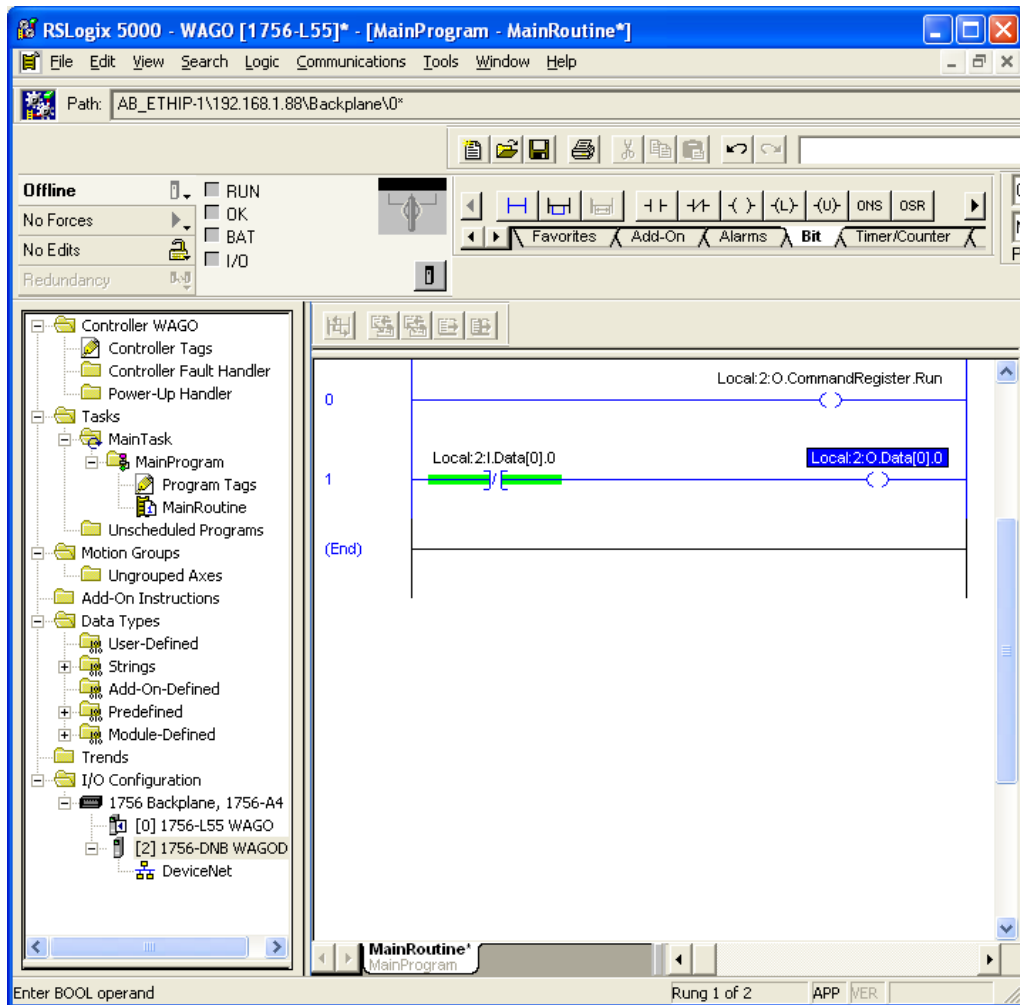 RSLogix 5000 - WAGO [1756-L55]* - [MainProgram - MainRoutine*]
File Edit View Search Logic Communications Tools Window Help
Path: AB_ETHIP-1\192.168.1.88\Backplane\0*
Offline
RUN
No Forces
OK
No Edits
BAT
Redundancy
I/O
ONS OSR
Favorites Add-On Alarms Bit Timer/Counter
Controller WAGO
Controller Tags
Controller Fault Handler
Power-Up Handler
Tasks
MainTask
MainProgram
Program Tags
MainRoutine
Unscheduled Programs
Motion Groups
Ungrouped Axes
Add-On Instructions
Data Types
User-Defined
Strings
Add-On-Defined
Predefined
Module-Defined
Trends
I/O Configuration
1756 Backplane, 1756-A4
[0] 1756-L55 WAGO
[2] 1756-DNB WAGOD
DeviceNet
Local:2:O.CommandRegister.Run
0
Local:2:I.Data[0].0 Local:2:O.Data[0].0
1
(End)
MainRoutine*
MainProgram
Enter BOOL operand
Rung 1 of 2
APP VER